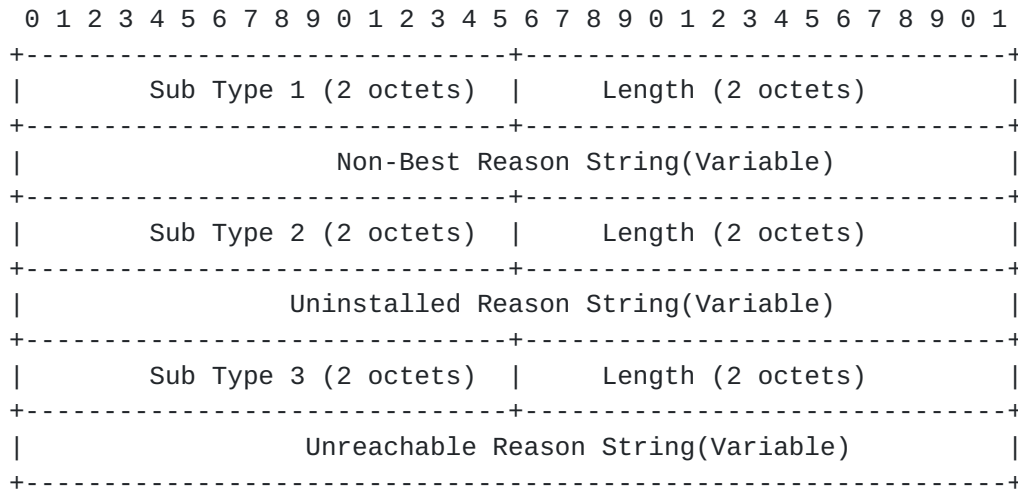 0 1 2 3 4 5 6 7 8 9 0 1 2 3 4 5 6 7 8 9 0 1 2 3 4 5 6 7 8 9 0 1
+-------------------------------+-------------------------------+
|        Sub Type 1 (2 octets)  |     Length (2 octets)         |
+-------------------------------+-------------------------------+
|                    Non-Best Reason String(Variable)           |
+-------------------------------+-------------------------------+
|        Sub Type 2 (2 octets)  |     Length (2 octets)         |
+-------------------------------+-------------------------------+
|                 Uninstalled Reason String(Variable)           |
+-------------------------------+-------------------------------+
|        Sub Type 3 (2 octets)  |     Length (2 octets)         |
+-------------------------------+-------------------------------+
|                  Unreachable Reason String(Variable)          |
+-------------------------------+-------------------------------+